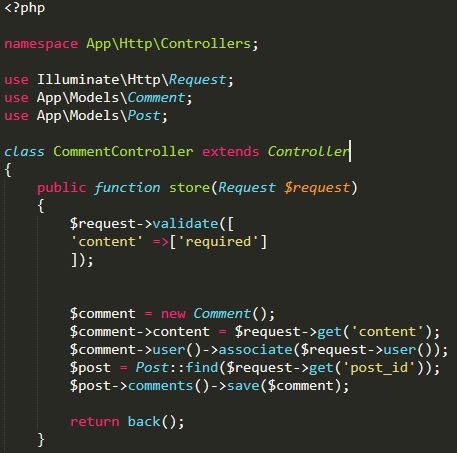 <?php
namespace App\Http\Controllers;
use Illuminate\Http\Request;
use App\Models\Comment;
use App\Models\Post;
class CommentController extends Controller
{
    public function store(Request $request)
    {
        $request->validate([
        'content' =>['required']
        ]);
        $comment = new Comment();
        $comment->content = $request->get('content');
        $comment->user()->associate($request->user());
        $post = Post::find($request->get('post_id'));
        $post->comments()->save($comment);
        return back();
    }